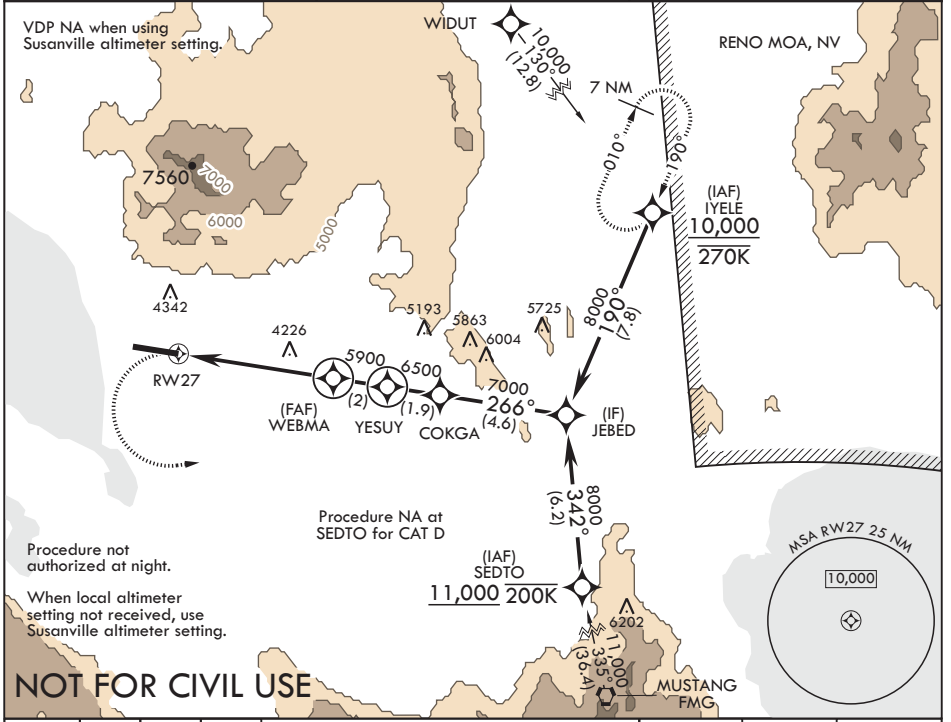 VDP NA when using
Susanville altimeter setting.
WIDUT
10,000
130°
(12.8)
RENO MOA, NV
7 NM
010°
190°
7560
7000
6000
5000
(IAF)
IYELE
10,000
270K
4342
5193
5863
5725
6004
4226
8000
190°
(7.8)
RW27
5900
6500
7000
266°
(2)
(1.9)
(4.6)
(FAF)
WEBMA
YESUY
COKGA
(IF)
JEBED
8000
342°
(6.2)
Procedure NA at
SEDTO for CAT D
MSA RW27 25 NM
10,000
Procedure not
authorized at night.
(IAF)
SEDTO
11,000 200K
When local altimeter
setting not received, use
Susanville altimeter setting.
6202
11,000
335°
(36.4)
NOT FOR CIVIL USE
MUSTANG
FMG